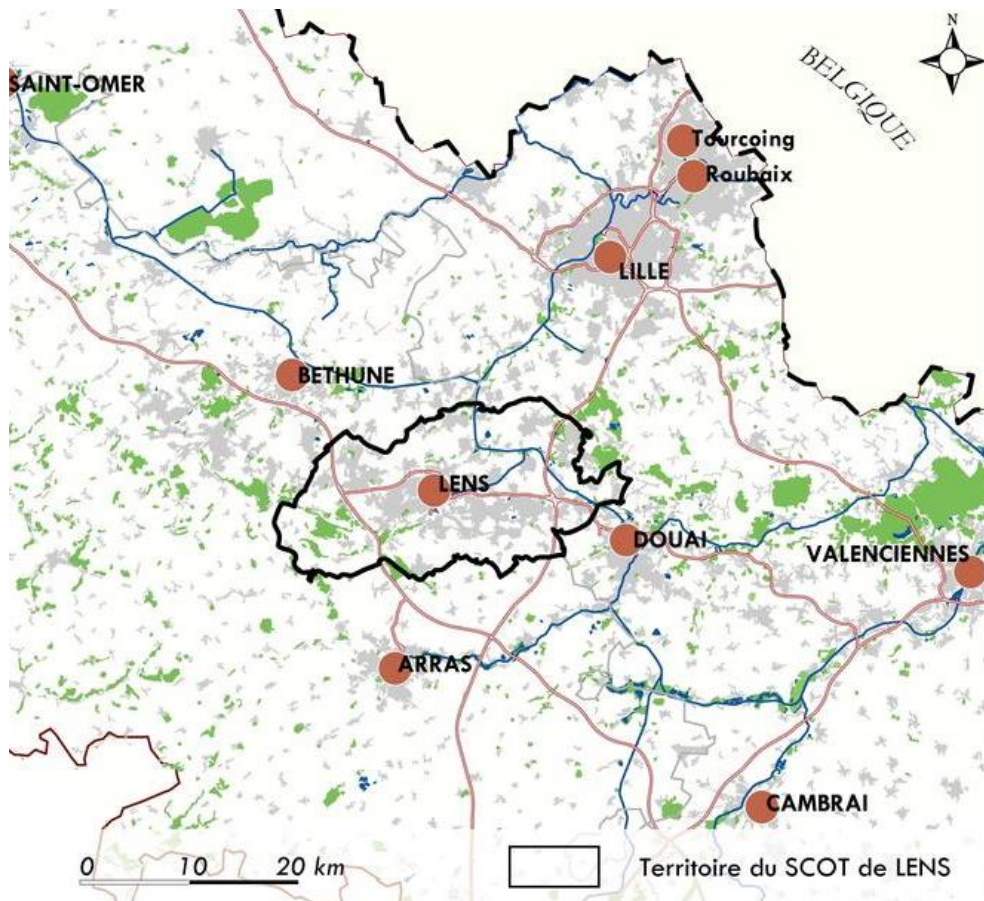 N
BELGIQUE
SAINT-OMER
Tourcoing
Roubaix
LILLE
BETHUNE
LENS
DOUAI
VALENCIENNES
ARRAS
CAMBRAI
0 10 20 km
Territoire du SCOT de LENS